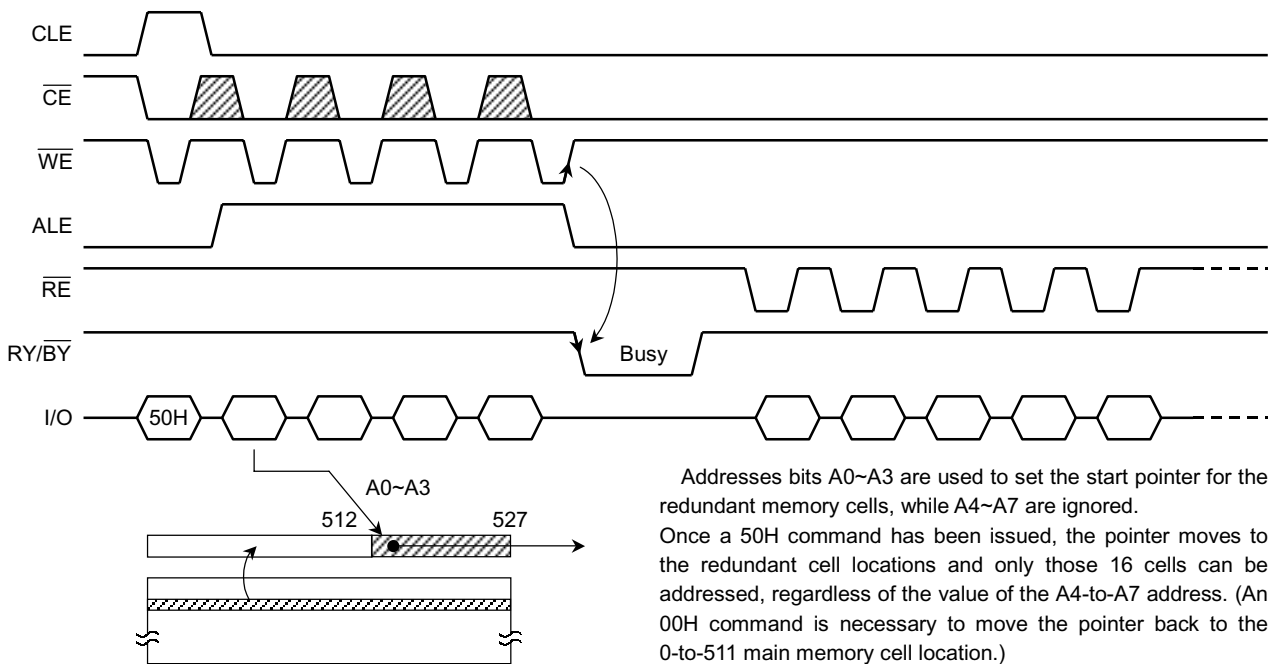 CLE
CE
WE
ALE
RE
RY/BY
Busy
I/O
50H
A0~A3
512
527
Addresses bits A0~A3 are used to set the start pointer for the
redundant memory cells, while A4~A7 are ignored.
Once a 50H command has been issued, the pointer moves to
the redundant cell locations and only those 16 cells can be
addressed, regardless of the value of the A4-to-A7 address. (An
00H command is necessary to move the pointer back to the
0-to-511 main memory cell location.)